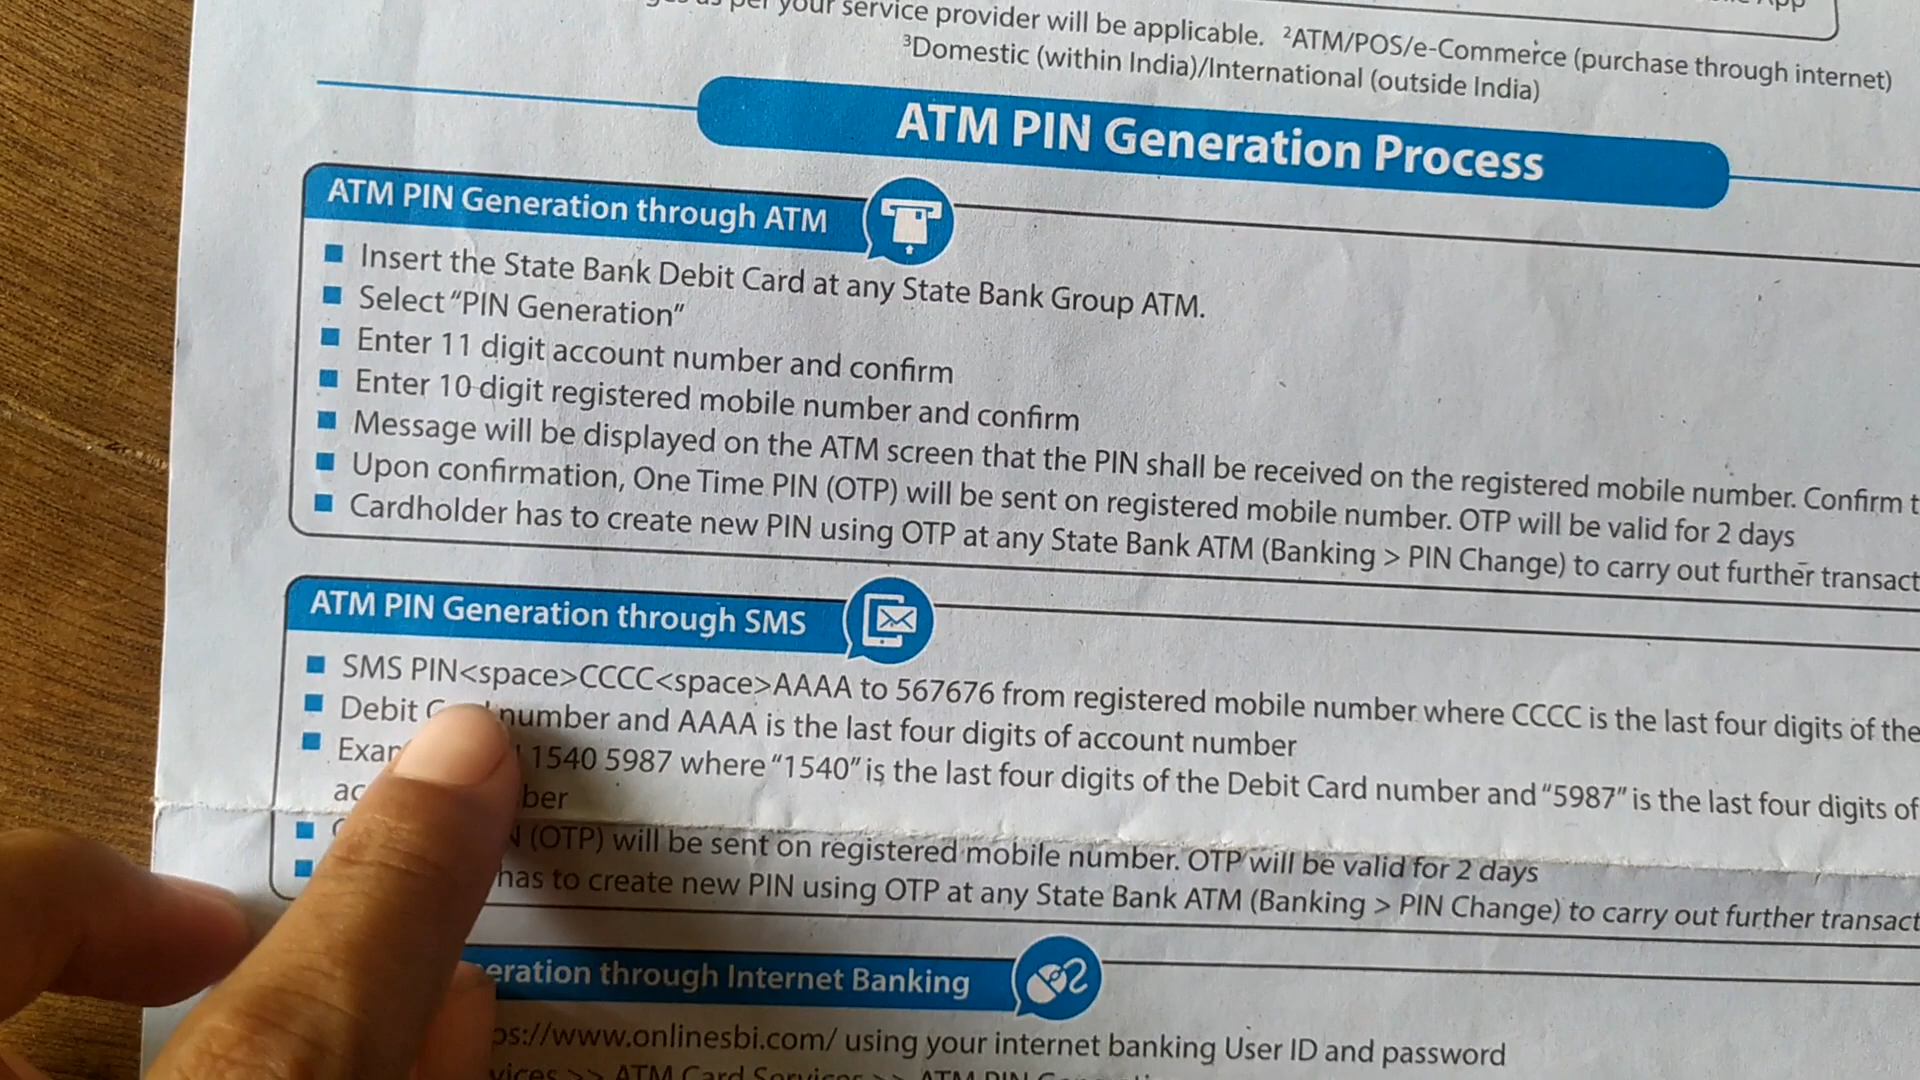 per your service provider will be applicable. ²ATM/POS/e-Commerce (purchase through internet)
³Domestic (within India)/International (outside India)
ATM PIN Generation Process
ATM PIN Generation through ATM
Insert the State Bank Debit Card at any State Bank Group ATM.
Select "PIN Generation"
Enter 11 digit account number and confirm
Enter 10 digit registered mobile number and confirm
Message will be displayed on the ATM screen that the PIN shall be received on the registered mobile number. Confirm
Upon confirmation, One Time PIN (OTP) will be sent on registered mobile number. OTP will be valid for 2 days
Cardholder has to create new PIN using OTP at any State Bank ATM (Banking > PIN Change) to carry out further transact
ATM PIN Generation through SMS
SMS PIN<space>CCCC<space>AAAA to 567676 from registered mobile number where CCCC is the last four digits of the
Debit number and AAAA is the last four digits of account number
1540 5987 where "1540" is the last four digits of the Debit Card number and "5987" is the last four digits of
ber
(OTP) will be sent on registered mobile number. OTP will be valid for 2 days
has to create new PIN using OTP at any State Bank ATM (Banking > PIN Change) to carry out further transact
eration through Internet Banking
ps://www.onlinesbi.com/ using your internet banking User ID and password
vices >> ATM Card Services >> ATM PIN